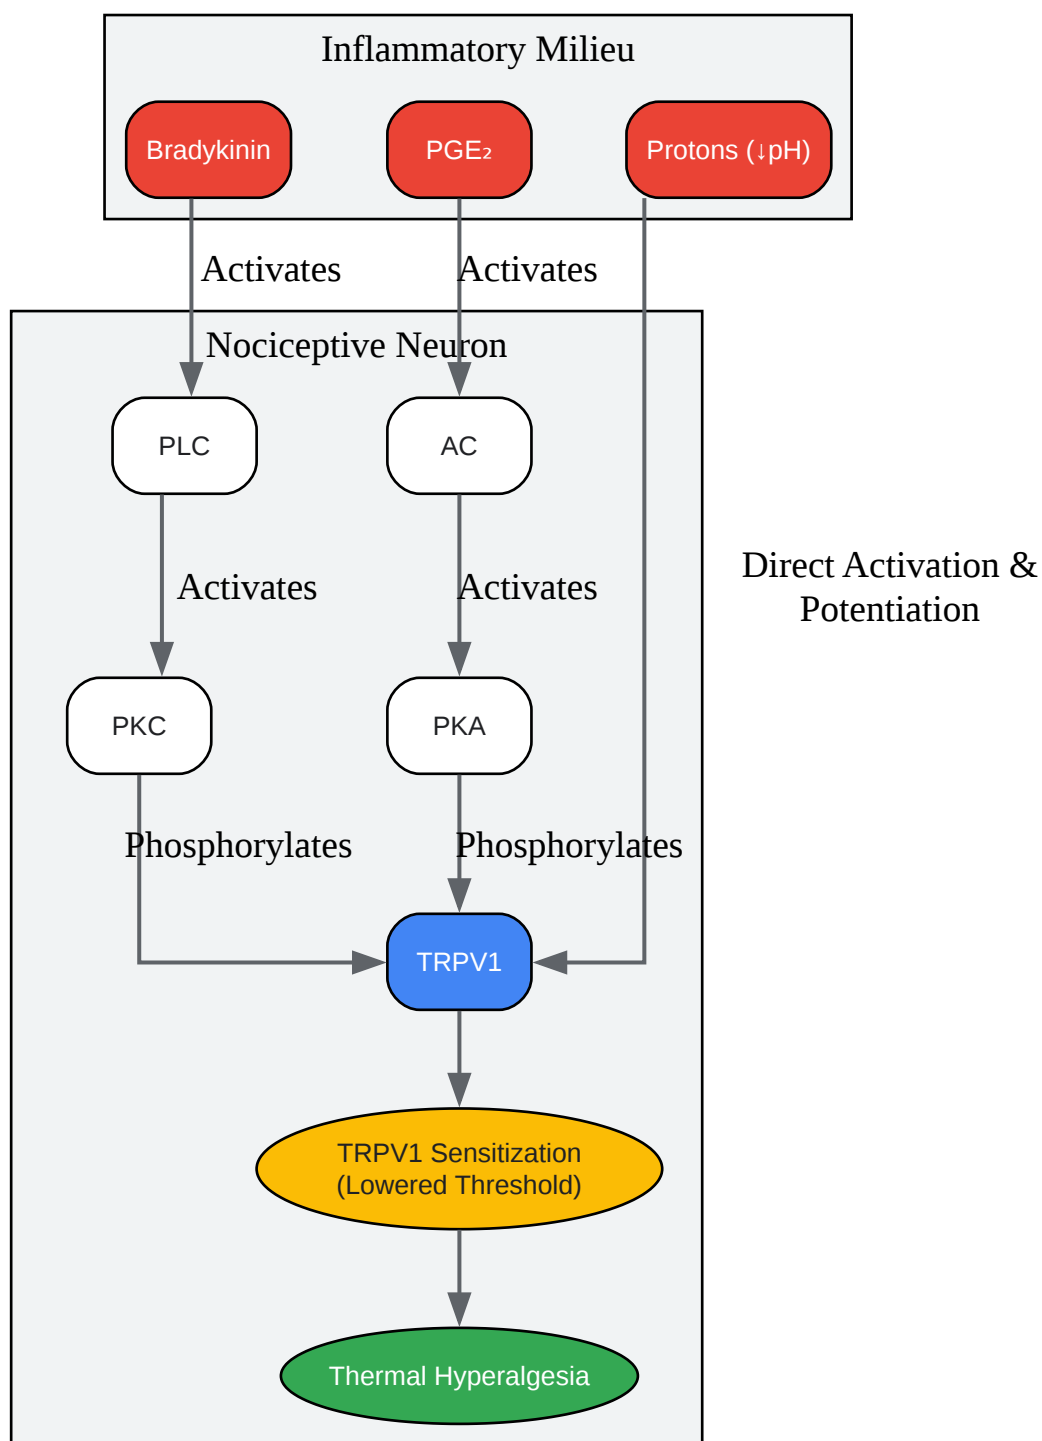 Inflammatory Milieu
Bradykinin
PGE₂
Protons (↓pH)
Activates
Activates
Nociceptive Neuron
PLC
AC
Activates
Activates
Direct Activation &
Potentiation
PKC
PKA
Phosphorylates
Phosphorylates
TRPV1
TRPV1 Sensitization
(Lowered Threshold)
Thermal Hyperalgesia